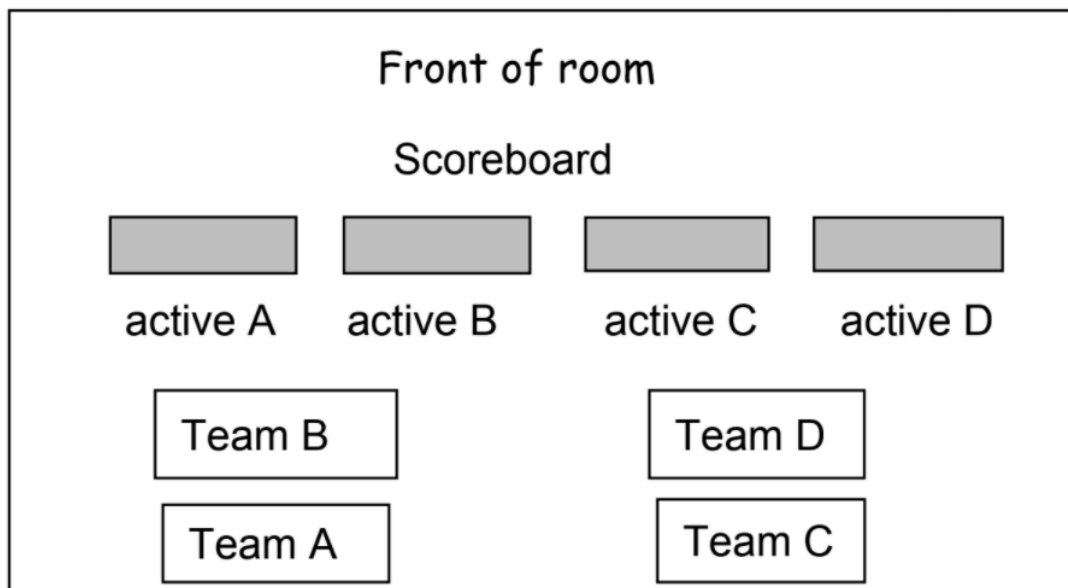 Front of room
Scoreboard
active A active B active C active D
Team B Team D
Team A Team C